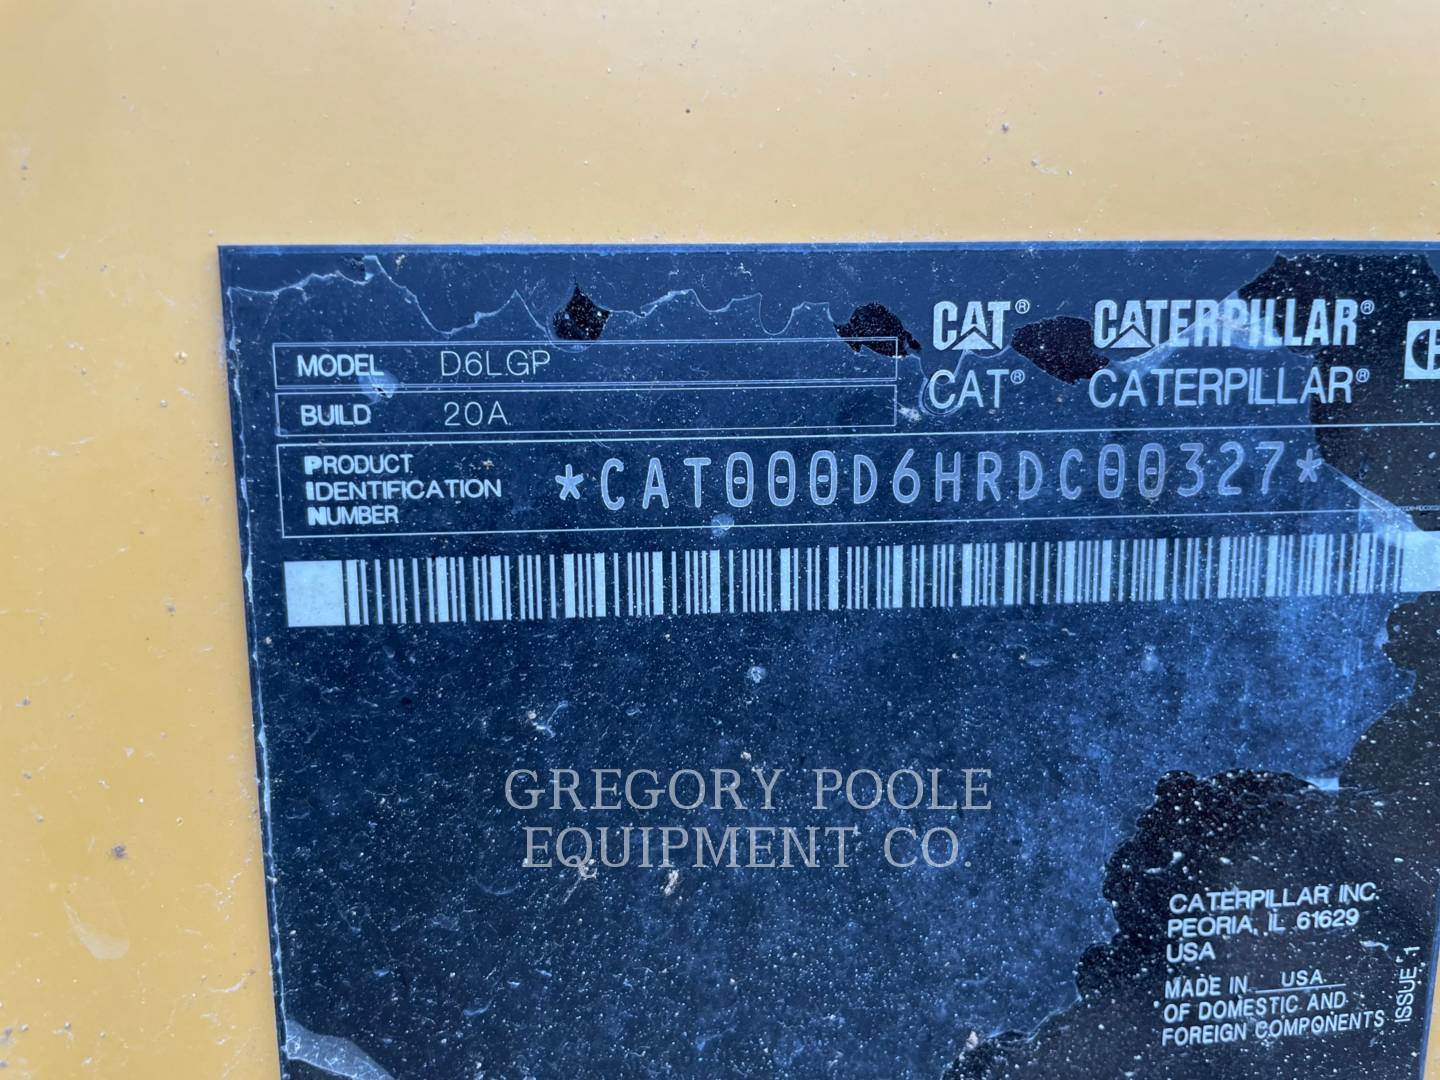 CAT® CATERPILLAR®
CAT® CATERPILLAR®
MODEL D6LGP
BUILD 20A
PRODUCT
IDENTIFICATION
NUMBER
*CAT000D6HRDC00327*
GREGORY POOLE
EQUIPMENT CO.
CATERPILLAR INC.
PEORIA, IL 61629
USA
MADE IN USA
OF DOMESTIC AND
FOREIGN COMPONENTS
ISSUE 1